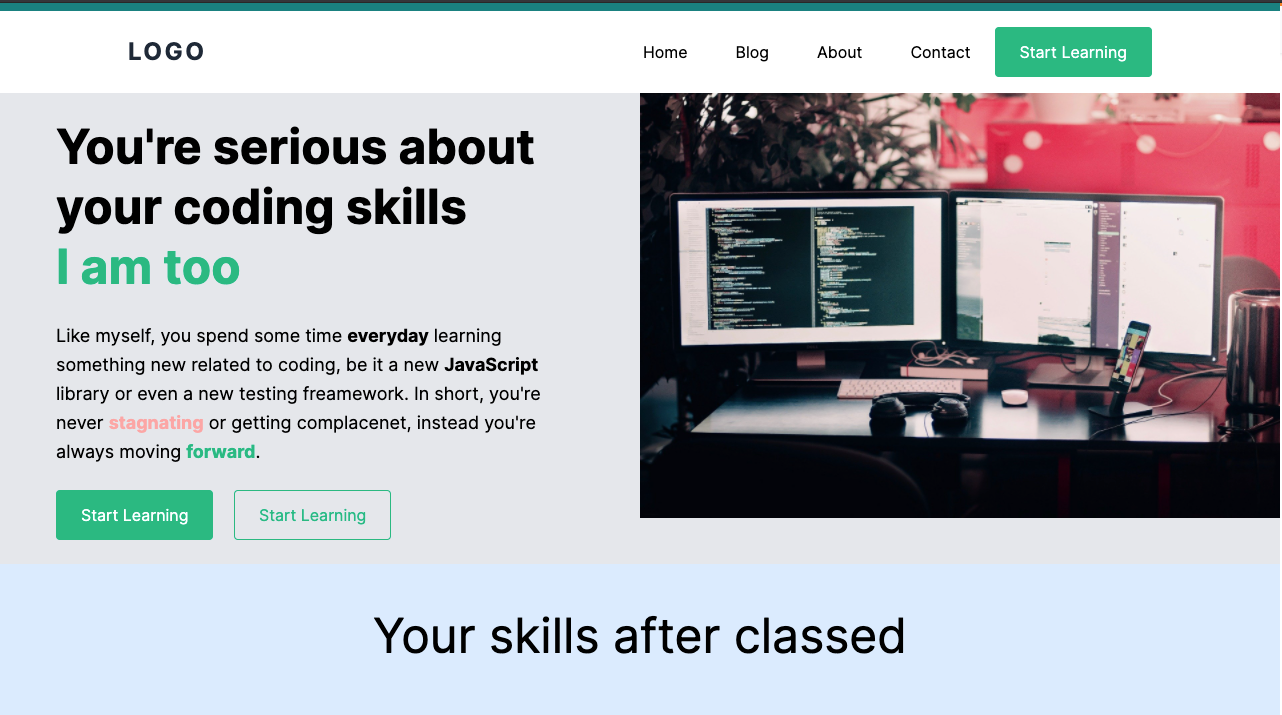 LOGO
Home Blog About Contact Start Learning
You're serious about
your coding skills
I am too
Like myself, you spend some time everyday learning
something new related to coding, be it a new JavaScript
library or even a new testing freamework. In short, you're
never stagnating or getting complacenet, instead you're
always moving forward.
Start Learning Start Learning
Your skills after classed